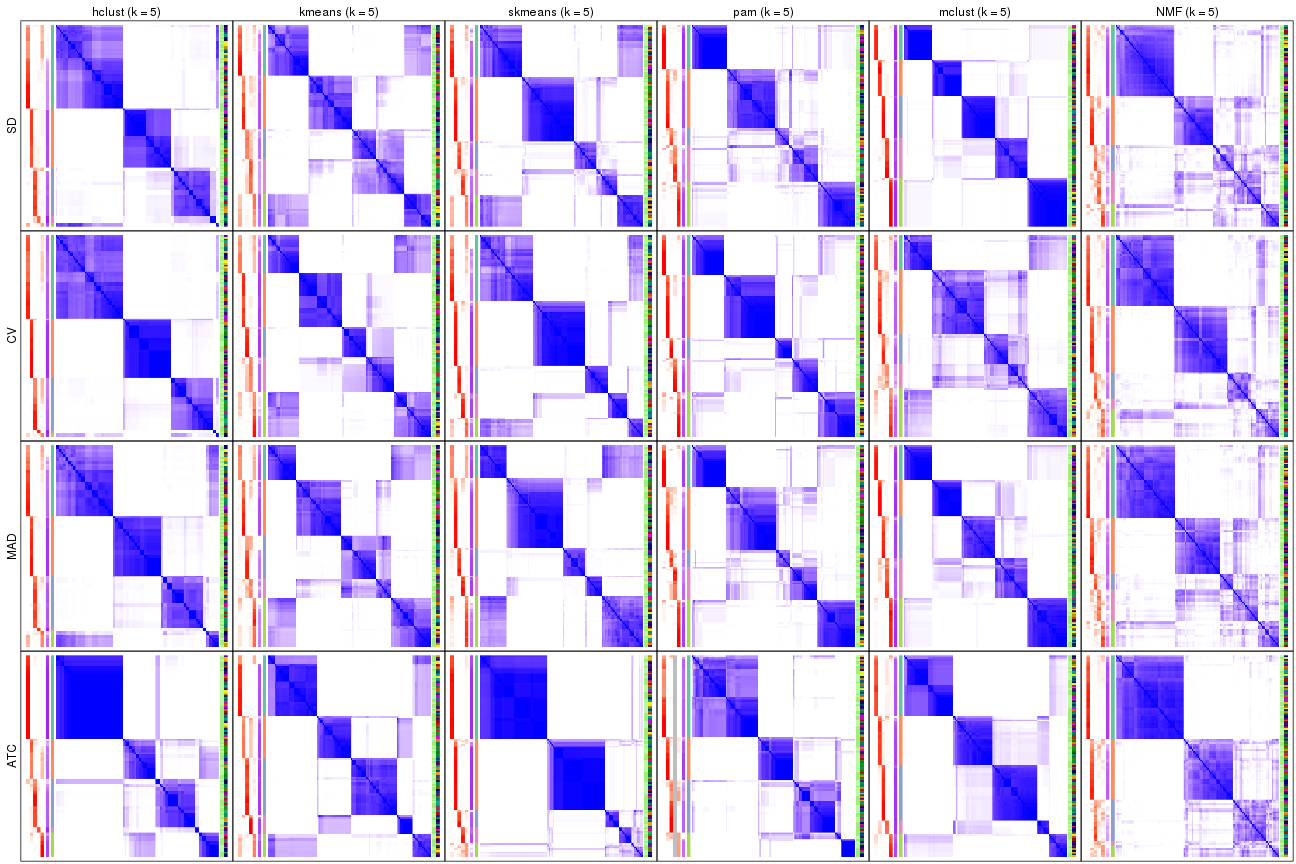 hclust (k = 5)
kmeans (k = 5)
skmeans (k = 5)
pam (k = 5)
mclust (k = 5)
NMF (k = 5)
SD
CV
MAD
ATC